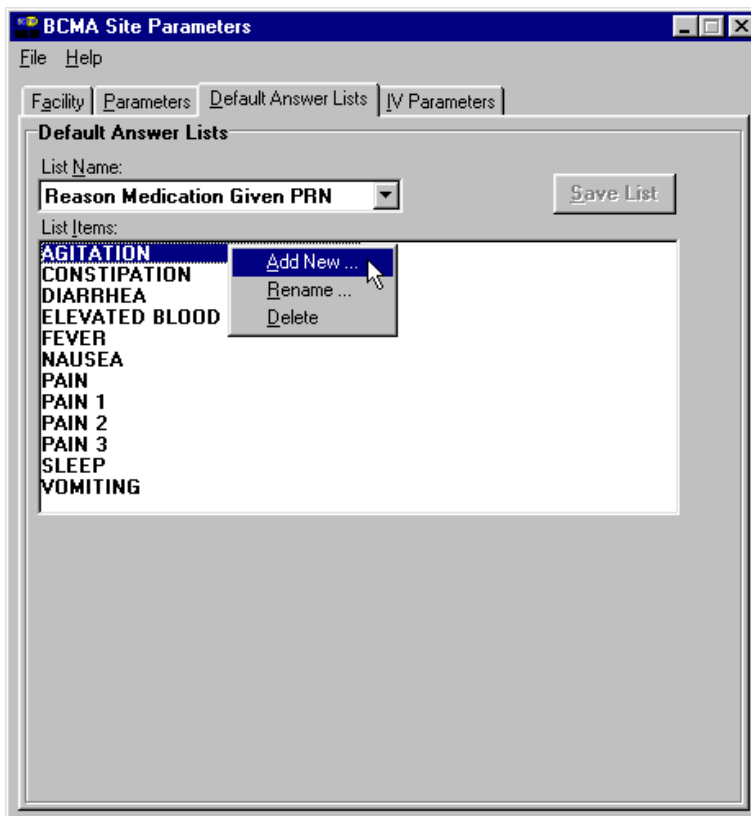 BCMA Site Parameters
File Help
Facility Parameters Default Answer Lists IV Parameters
Default Answer Lists
List Name:
Reason Medication Given PRN
Save List
List Items:
AGITATION
CONSTIPATION
DIARRHEA
ELEVATED BLOOD
FEVER
NAUSEA
PAIN
PAIN 1
PAIN 2
PAIN 3
SLEEP
VOMITING
Add New ...
Rename ...
Delete